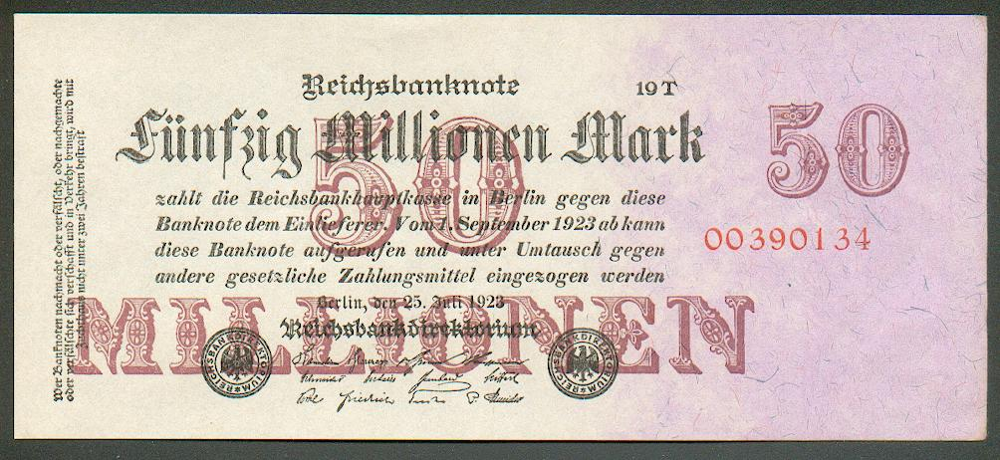 Reichsbanknote
19 T
Fünfzig Millionen Mark
50
50
zahlt die Reichsbankhauptkasse in Berlin gegen diese
Banknote dem Einlieferer. Vom 1. September 1923 ab kann
diese Banknote aufgerufen und unter Umtausch gegen
andere gesetzliche Zahlungsmittel eingezogen werden
00390134
Berlin, den 25. Juli 1923
Reichsbankdirektorium
MILLIONEN
REICHSBANKDIREKTORIUM
REICHSBANKDIREKTORIUM
Wer Banknoten nachmacht oder verfälscht, oder nachgemachte
oder verfälschte sich verschafft und in Verkehr bringt, wird mit
Zuchthaus nicht unter zwei Jahren bestraft